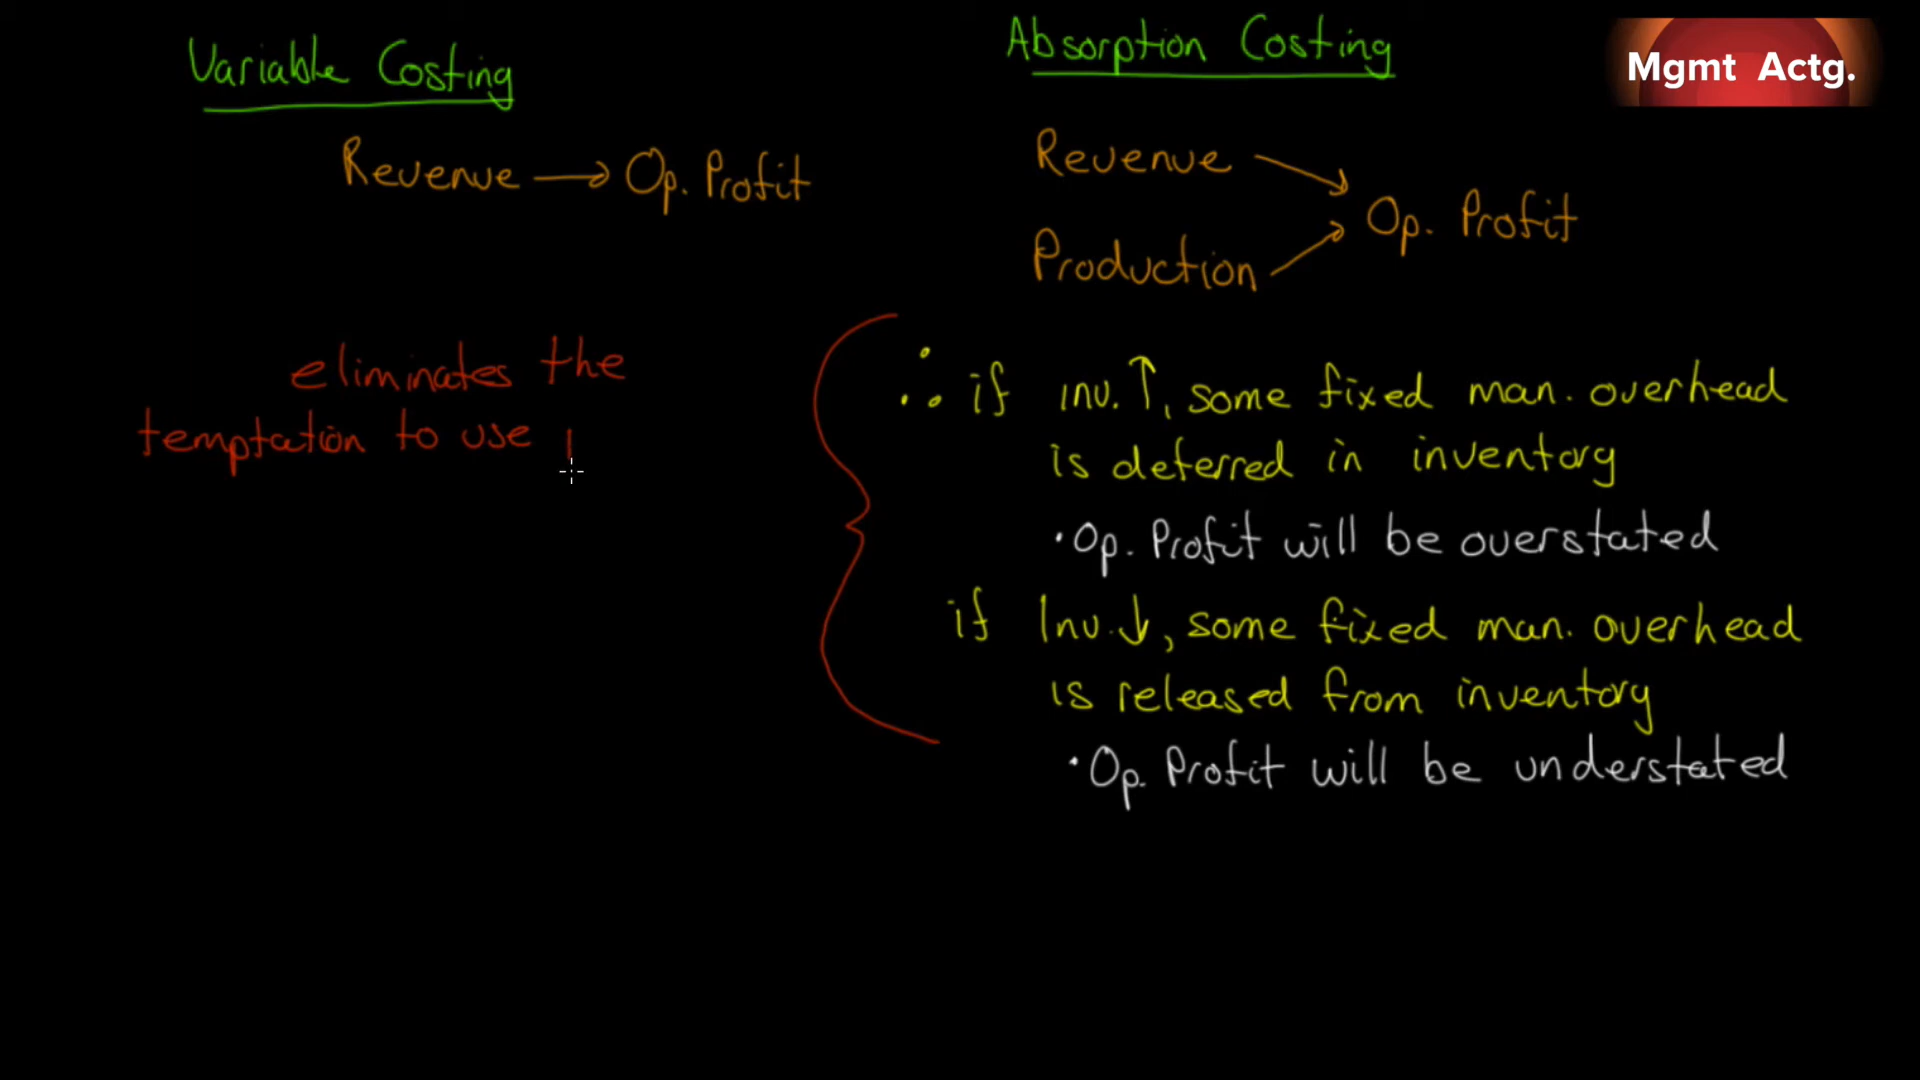 Variable Costing
Revenue → Op. Profit
eliminates the
temptation to use
Absorption Costing
Mgmt Actg.
Revenue
Production
Op. Profit
∴ if inv. ↑, some fixed man. overhead
is deferred in inventory
• Op. Profit will be overstated
if Inv. ↓, some fixed man. overhead
is released from inventory
• Op. Profit will be understated